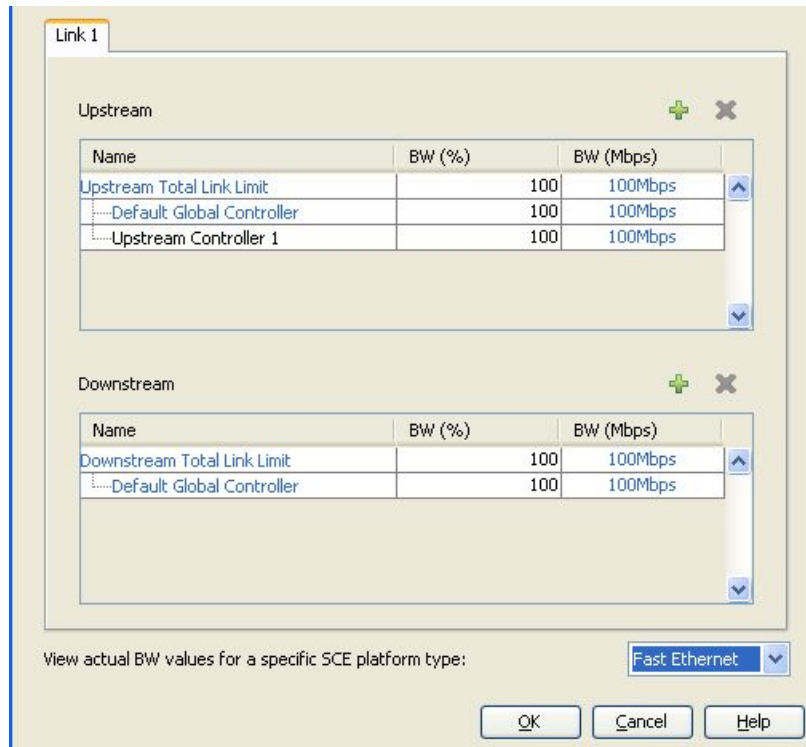 Link 1
Upstream
Name BW (%) BW (Mbps)
Upstream Total Link Limit 100 100Mbps
Default Global Controller 100 100Mbps
Upstream Controller 1 100 100Mbps
Downstream
Name BW (%) BW (Mbps)
Downstream Total Link Limit 100 100Mbps
Default Global Controller 100 100Mbps
View actual BW values for a specific SCE platform type: Fast Ethernet
OK Cancel Help